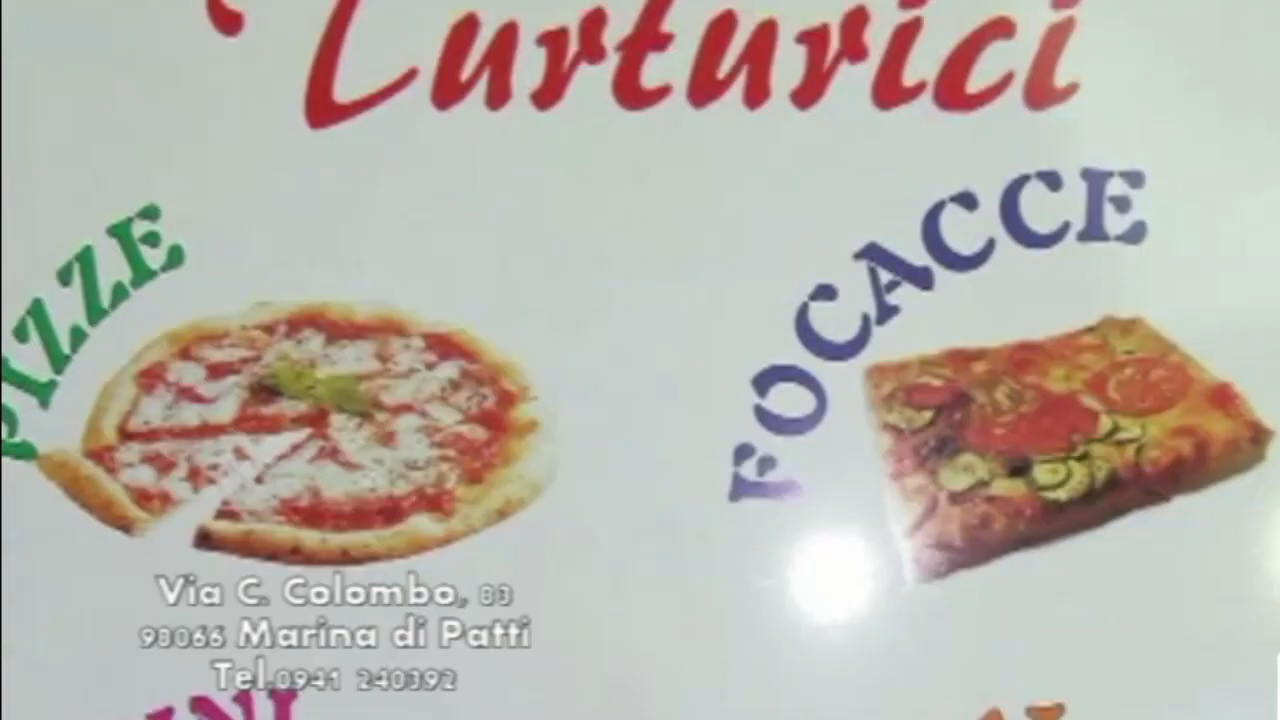 Turturici
PIZZE
FOCACCE
Via C. Colombo, 83
98066 Marina di Patti
Tel.0941 240392